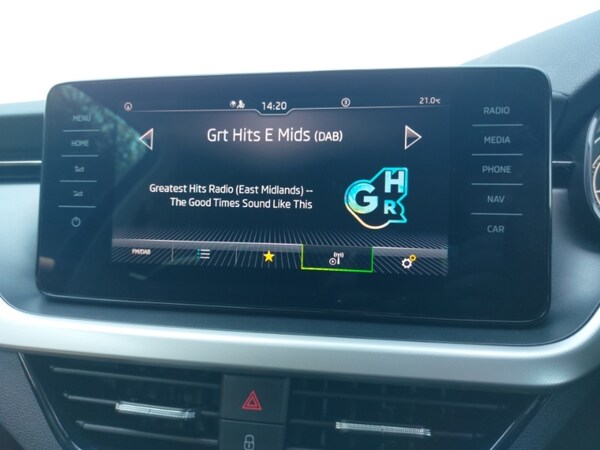 14:20
21.0°C
Grt Hits E Mids (DAB)
Greatest Hits Radio (East Midlands) --
The Good Times Sound Like This
GHR
FM/DAB
MENU
HOME
RADIO
MEDIA
PHONE
NAV
CAR